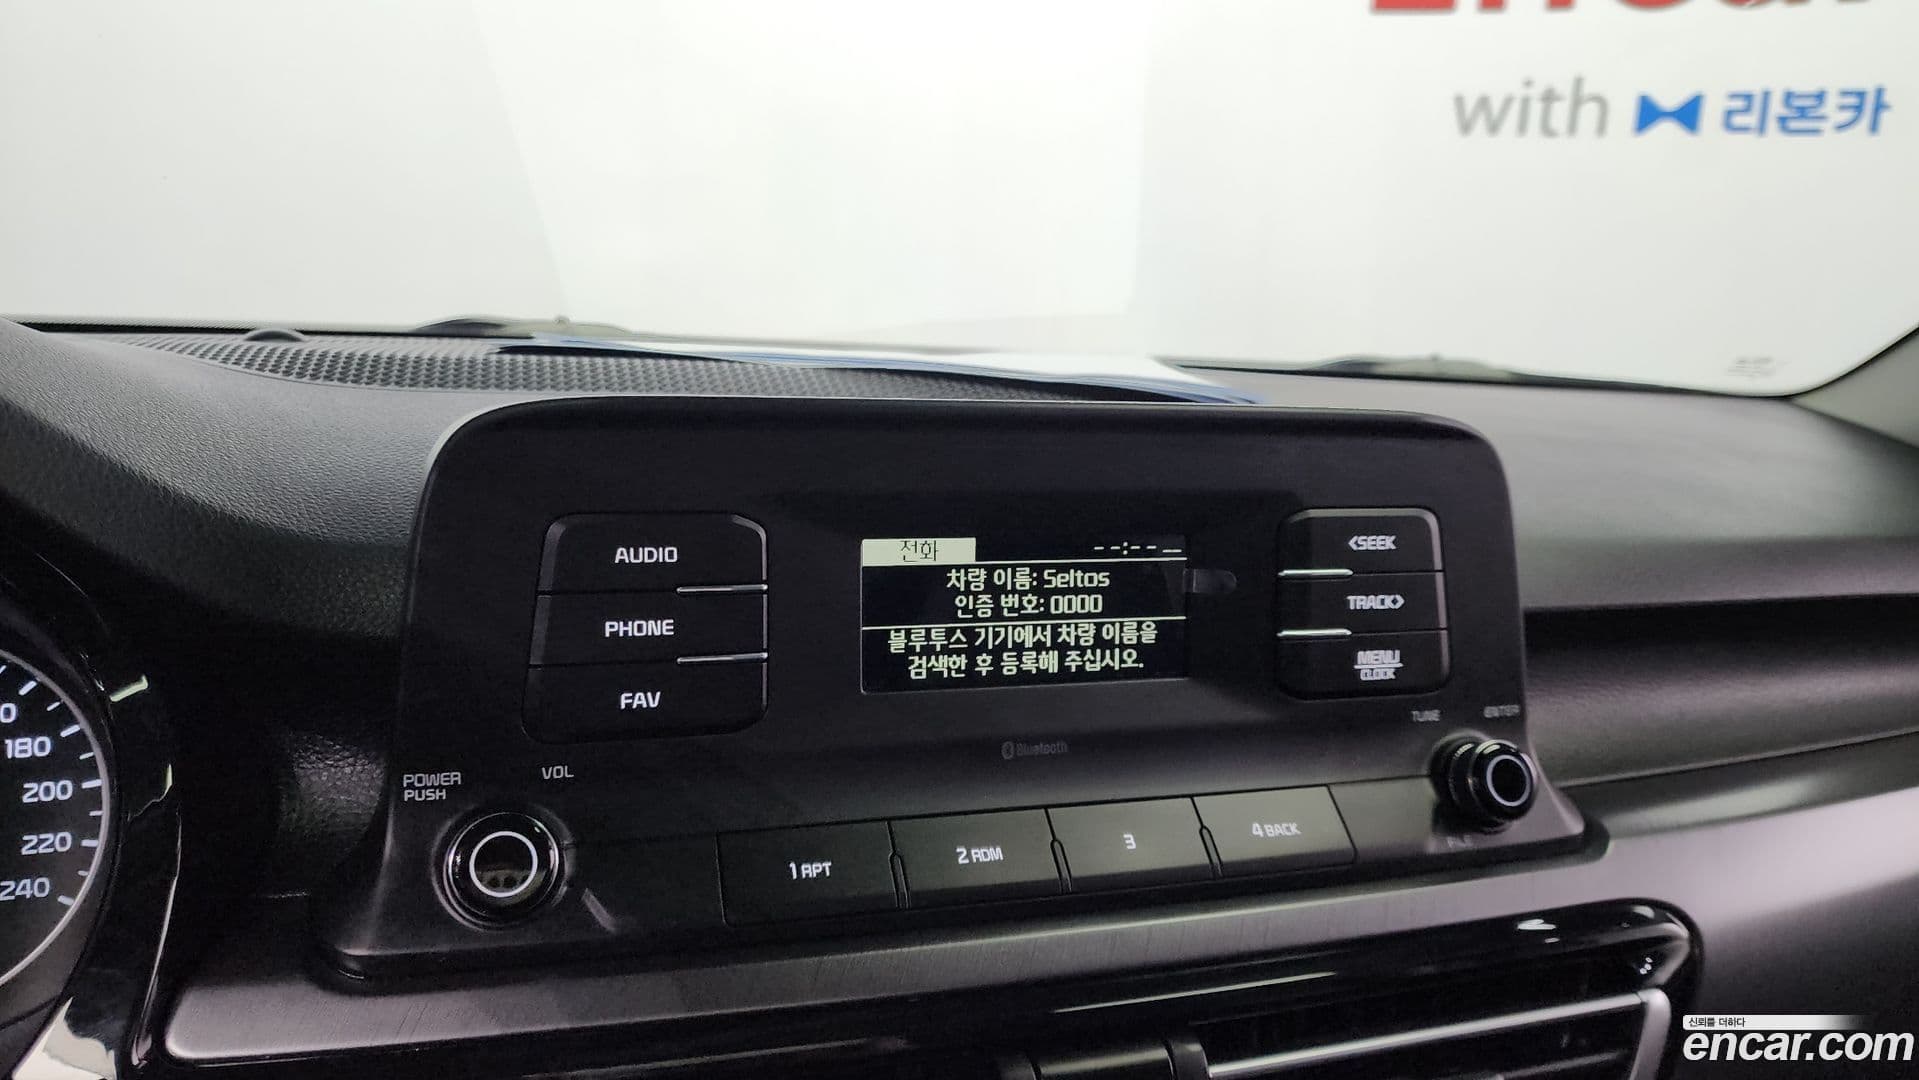 with 리본카
AUDIO
PHONE
FAV
전화
--:--
차량 이름: Seltos
인증 번호: 0000
블루투스 기기에서 차량 이름을
검색한 후 등록해 주십시오.
<SEEK
TRACK>
MENU
CLOCK
TUNE
ENTER
Bluetooth
POWER
PUSH
VOL
1 RPT
2 RDM
3
4 BACK
FILE
180
200
220
240
신뢰를 더하다
encar.com